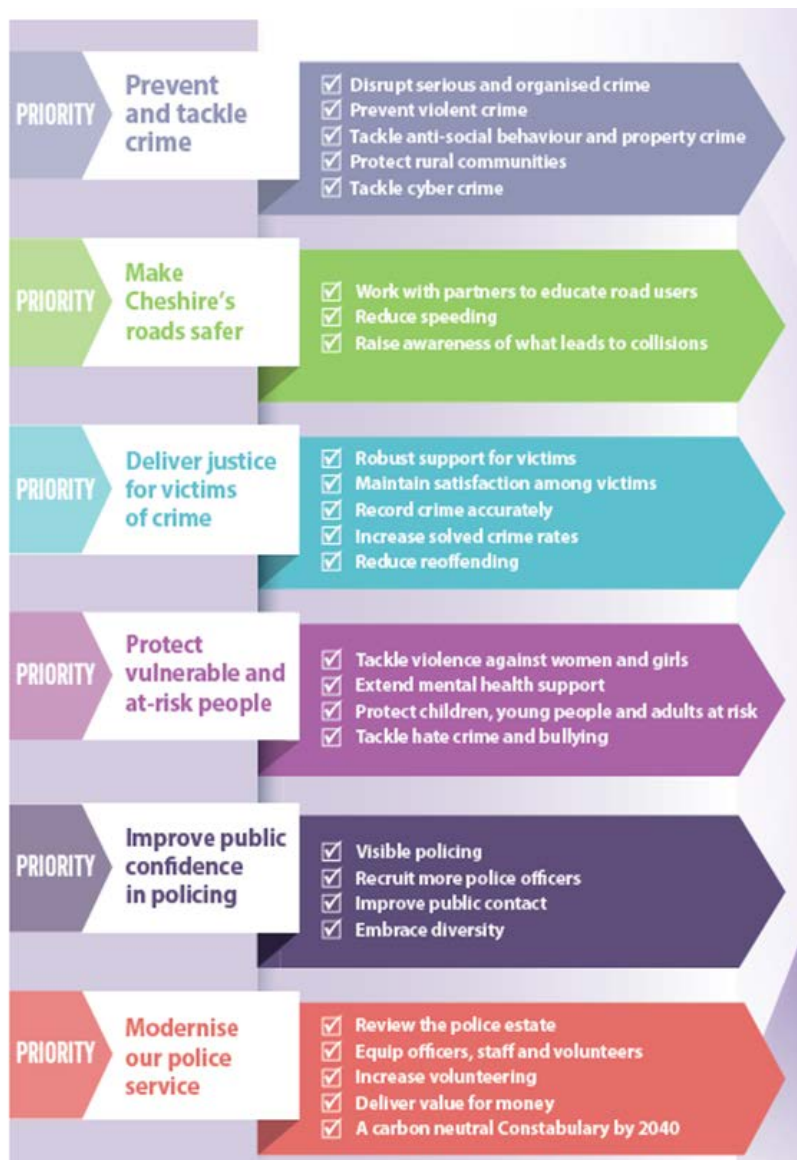 PRIORITY
Prevent
and tackle
crime
Disrupt serious and organised crime
Prevent violent crime
Tackle anti-social behaviour and property crime
Protect rural communities
Tackle cyber crime
PRIORITY
Make
Cheshire's
roads safer
Work with partners to educate road users
Reduce speeding
Raise awareness of what leads to collisions
PRIORITY
Deliver justice
for victims
of crime
Robust support for victims
Maintain satisfaction among victims
Record crime accurately
Increase solved crime rates
Reduce reoffending
PRIORITY
Protect
vulnerable and
at-risk people
Tackle violence against women and girls
Extend mental health support
Protect children, young people and adults at risk
Tackle hate crime and bullying
PRIORITY
Improve public
confidence
in policing
Visible policing
Recruit more police officers
Improve public contact
Embrace diversity
PRIORITY
Modernise
our police
service
Review the police estate
Equip officers, staff and volunteers
Increase volunteering
Deliver value for money
A carbon neutral Constabulary by 2040